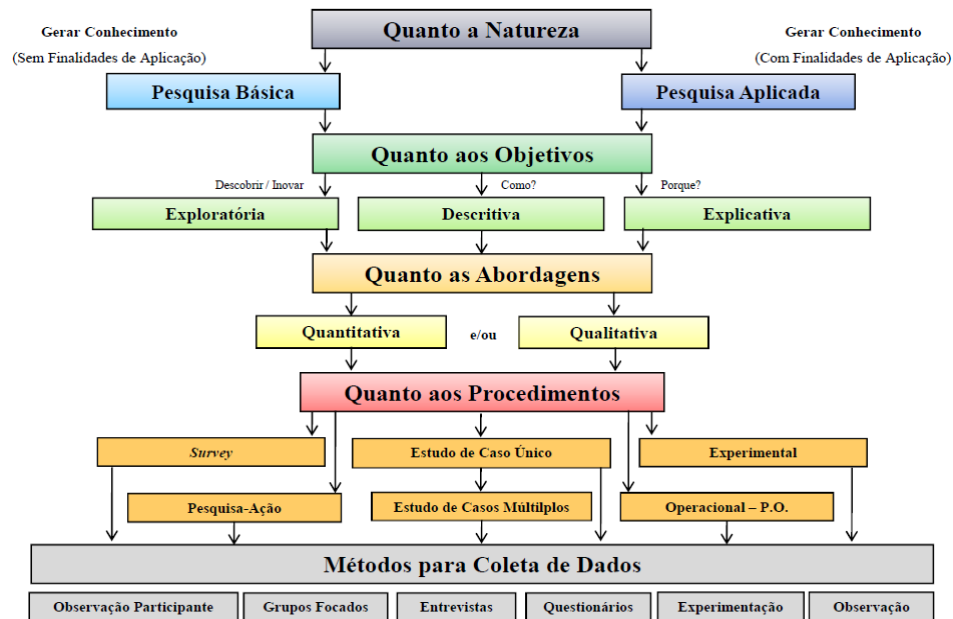 Quanto a Natureza
Gerar Conhecimento
(Sem Finalidades de Aplicação)
Gerar Conhecimento
(Com Finalidades de Aplicação)
Pesquisa Básica
Pesquisa Aplicada
Quanto aos Objetivos
Descobrir / Inovar
Como?
Porque?
Exploratória
Descritiva
Explicativa
Quanto as Abordagens
Quantitativa
e/ou
Qualitativa
Quanto aos Procedimentos
Survey
Estudo de Caso Único
Experimental
Pesquisa-Ação
Estudo de Casos Múltilplos
Operacional – P.O.
Métodos para Coleta de Dados
Observação Participante
Grupos Focados
Entrevistas
Questionários
Experimentação
Observação